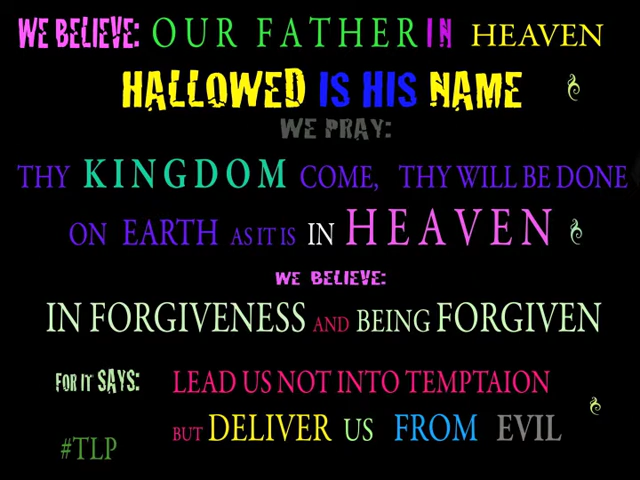 WE BELIEVE: OUR FATHER IN HEAVEN
HALLOWED IS HIS NAME
WE PRAY:
THY KINGDOM COME, THY WILL BE DONE
ON EARTH AS IT IS IN HEAVEN
WE BELIEVE:
IN FORGIVENESS AND BEING FORGIVEN
FOR IT SAYS: LEAD US NOT INTO TEMPTAION
BUT DELIVER US FROM EVIL
#TLP